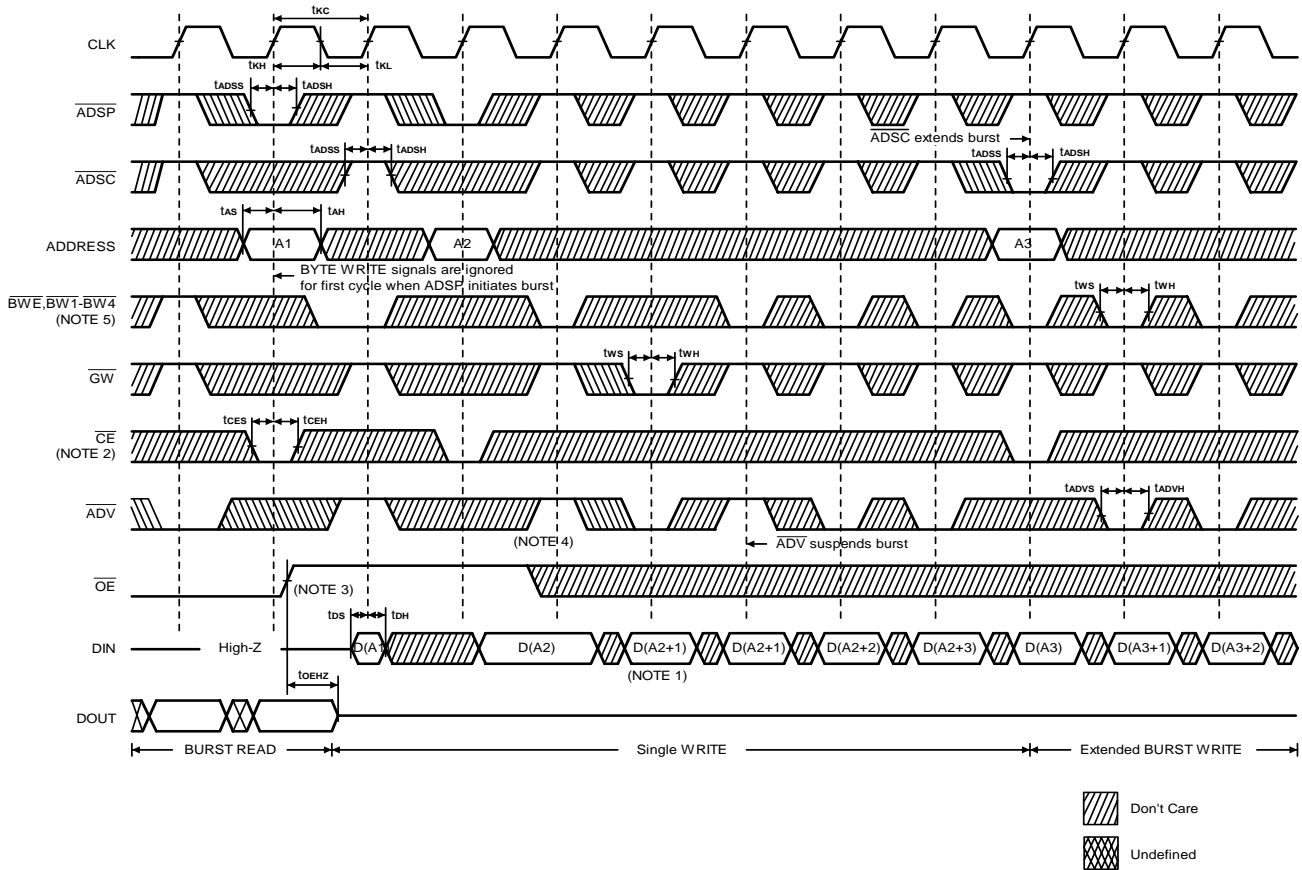 tKC
CLK
tKH
tKL
tADSS
tADSH
ADSP
ADSC extends burst
tADSS
tADSH
tADSS
tADSH
ADSC
tAS
tAH
ADDRESS
A1
A2
A3
BYTE WRITE signals are ignored
for first cycle when ADSP initiates burst
BWE,BW1-BW4
(NOTE 5)
tWS
tWH
tWS
tWH
GW
tCES
tCEH
CE
(NOTE 2)
tADVS
tADVH
ADV
(NOTE 4)
ADV suspends burst
OE
(NOTE 3)
tDS
tDH
DIN
High-Z
D(A1
D(A2)
D(A2+1)
D(A2+1)
D(A2+2)
D(A2+3)
D(A3)
D(A3+1)
D(A3+2)
(NOTE 1)
tOEHZ
DOUT
BURST READ
Single WRITE
Extended BURST WRITE
Don't Care
Undefined